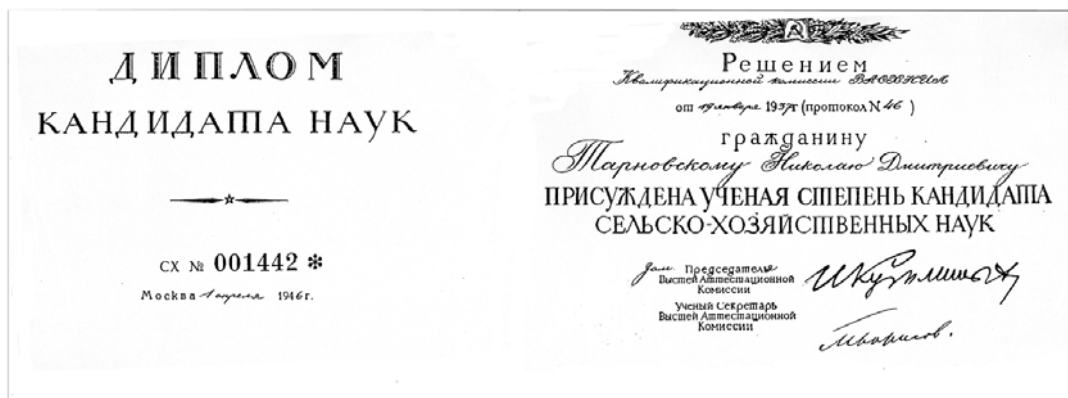 ДИПЛОМ
КАНДИДАТА НАУК
СХ № 001442 *
Москва 1 апреля 1946 г.
Решением
Квалификационной комиссии ВАСХНИЛ
от 19 января 1937 (протокол N 46 )
гражданину
Тарновскому Николаю Дмитриевичу
ПРИСУЖДЕНА УЧЕНАЯ СТЕПЕНЬ КАНДИДАТА
СЕЛЬСКО-ХОЗЯЙСТВЕННЫХ НАУК
Зам. Председателя
Высшей Аттестационной
Комиссии
Ученый Секретарь
Высшей Аттестационной
Комиссии